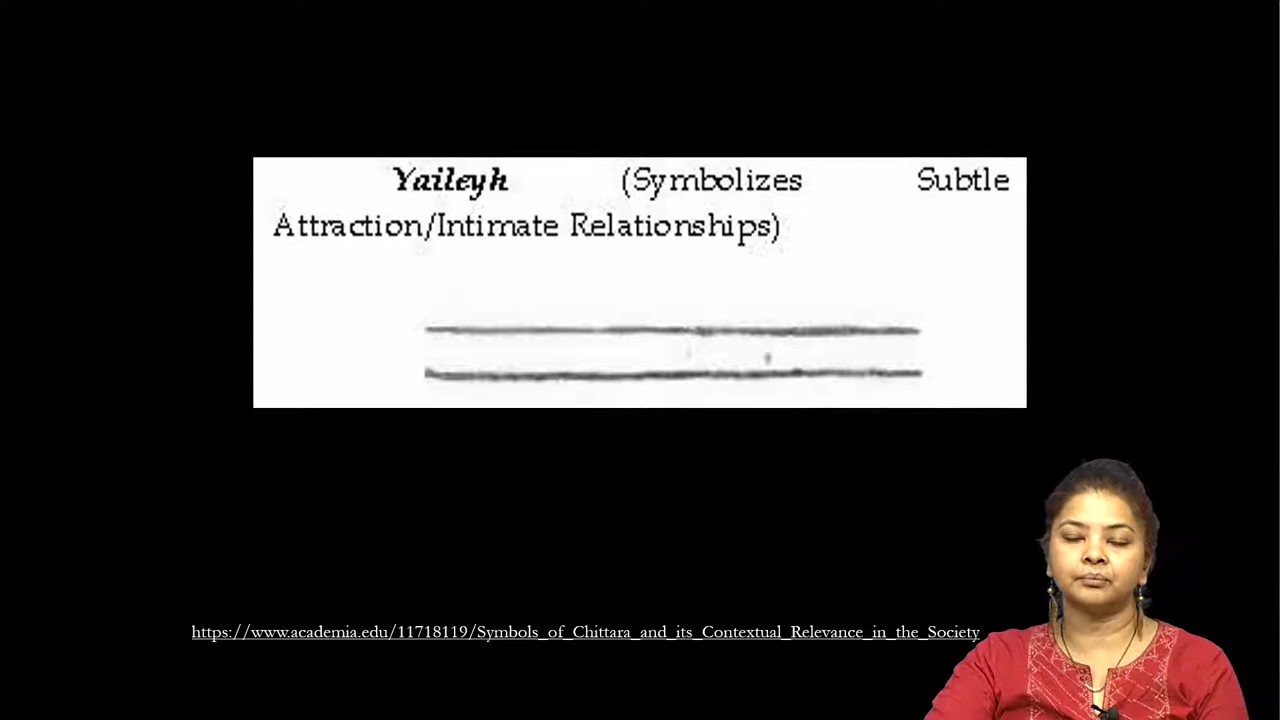 Yaileyh (Symbolizes Subtle
Attraction/Intimate Relationships)
https://www.academia.edu/11718119/Symbols_of_Chittara_and_its_Contextual_Relevance_in_the_Society